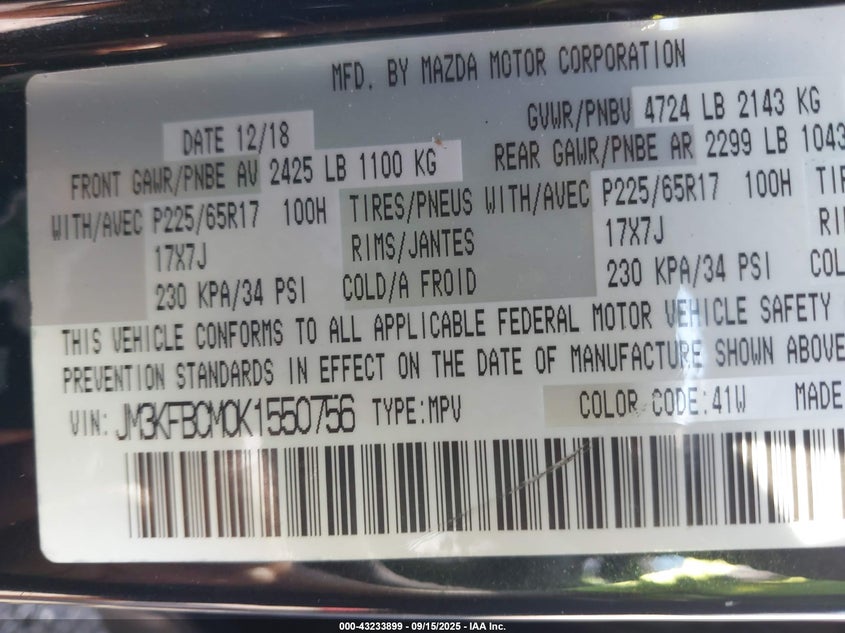 MFD. BY MAZDA MOTOR CORPORATION
DATE 12/18 GVWR/PNBV 4724 LB 2143 KG
FRONT GAWR/PNBE AV 2425 LB 1100 KG REAR GAWR/PNBE AR 2299 LB 1043
WITH/AVEC P225/65R17 100H TIRES/PNEUS WITH/AVEC P225/65R17 100H TIR
17X7J RIMS/JANTES 17X7J RIM
230 KPA/34 PSI COLD/A FROID 230 KPA/34 PSI COL
THIS VEHICLE CONFORMS TO ALL APPLICABLE FEDERAL MOTOR VEHICLE SAFETY
PREVENTION STANDARDS IN EFFECT ON THE DATE OF MANUFACTURE SHOWN ABOVE
VIN: JM3KFBCM0K1550756 TYPE:MPV COLOR CODE:41W MADE
000-43233899 - 09/15/2025 - IAA Inc.